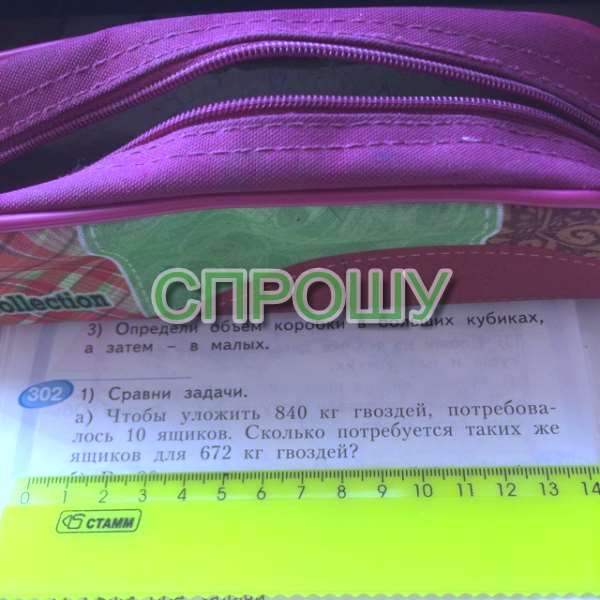 ollection
СПРОШУ
3) Определи объём коробки в больших кубиках,
а затем – в малых.
302 1) Сравни задачи.
а) Чтобы уложить 840 кг гвоздей, потребова-
лось 10 ящиков. Сколько потребуется таких же
ящиков для 672 кг гвоздей?
0 1 2 3 4 5 6 7 8 9 10 11 12 13 14
СТАММ